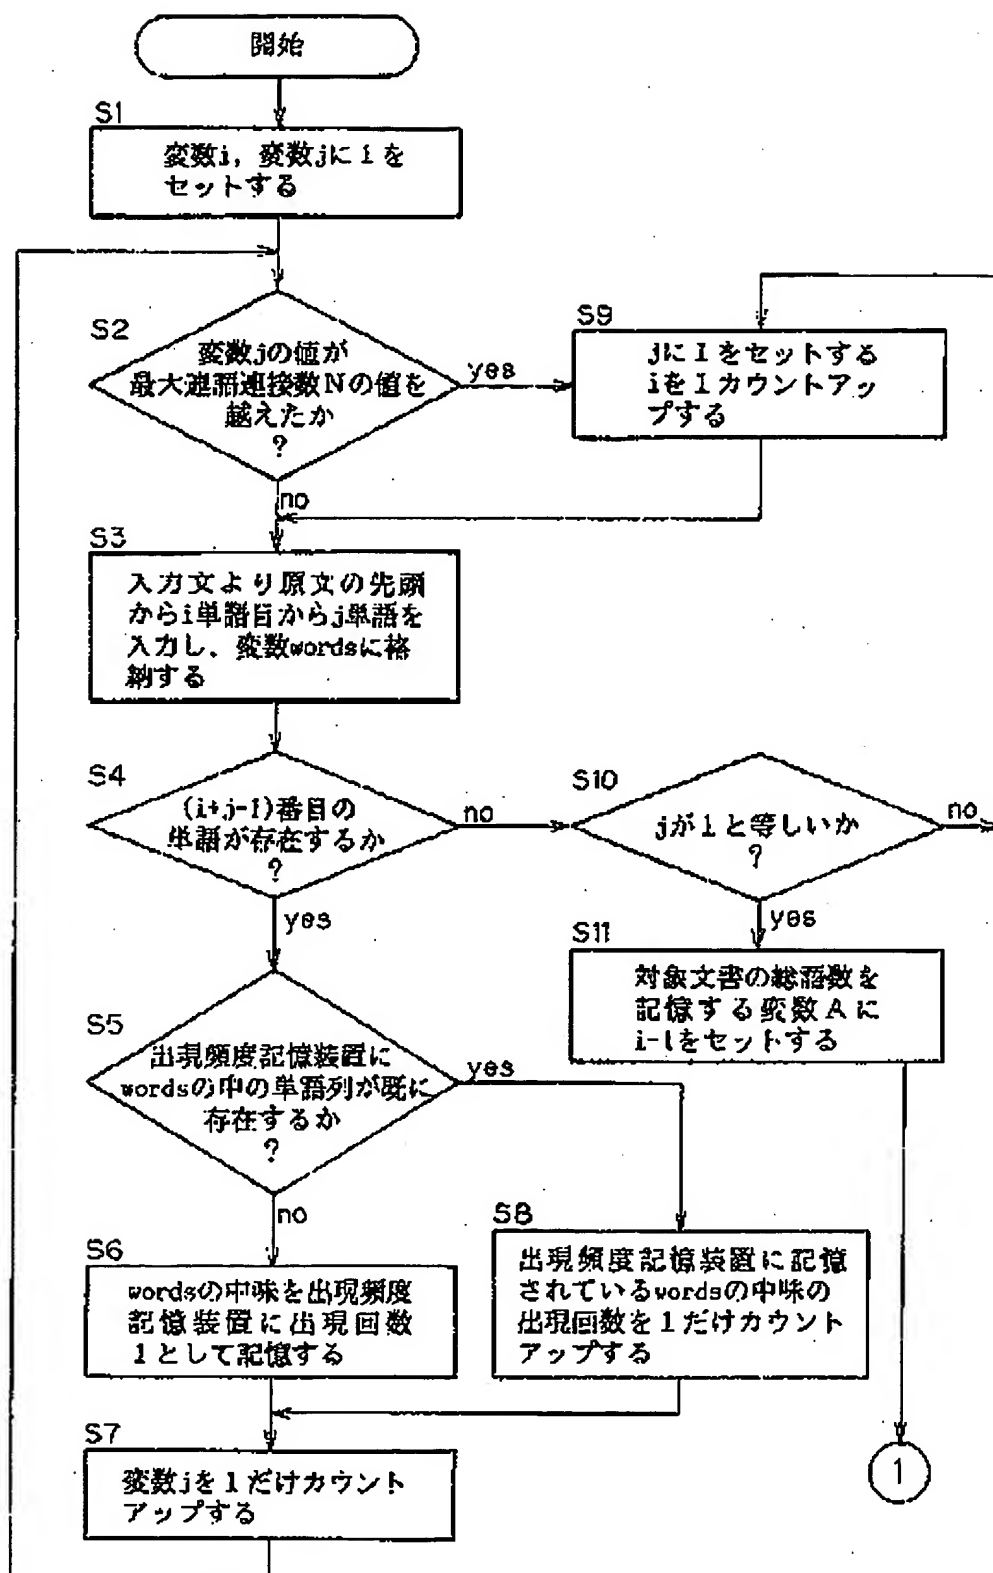 開始
S1
変数i，変数jに1を
セットする
S2
変数jの値が
最大連語連接数Nの値を
越えたか
?
yes
no
S9
jに1をセットする
iを1カウントアッ
プする
S3
入力文より原文の先頭
からi単語目からj単語を
入力し、変数wordsに格
納する
S4
(i+j-1)番目の
単語が存在するか
?
no
yes
S10
jが1と等しいか
?
no
yes
S11
対象文書の総語数を
記憶する変数Aに
i-1をセットする
S5
出現頻度記憶装置に
wordsの中の単語列が既に
存在するか
?
yes
no
S6
wordsの中味を出現頻度
記憶装置に出現回数
1として記憶する
S8
出現頻度記憶装置に記憶
されているwordsの中味の
出現回数を1だけカウント
アップする
S7
変数jを1だけカウント
アップする
1